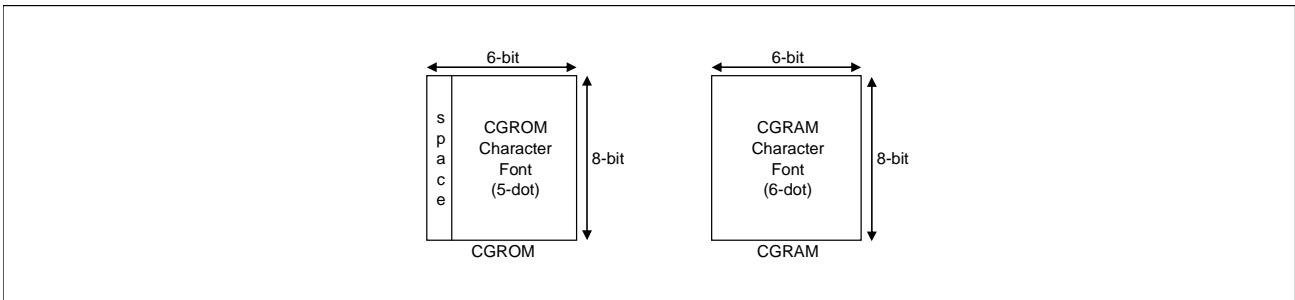 6-bit
space
CGROM
Character
Font
(5-dot)
8-bit
CGROM
6-bit
CGRAM
Character
Font
(6-dot)
8-bit
CGRAM